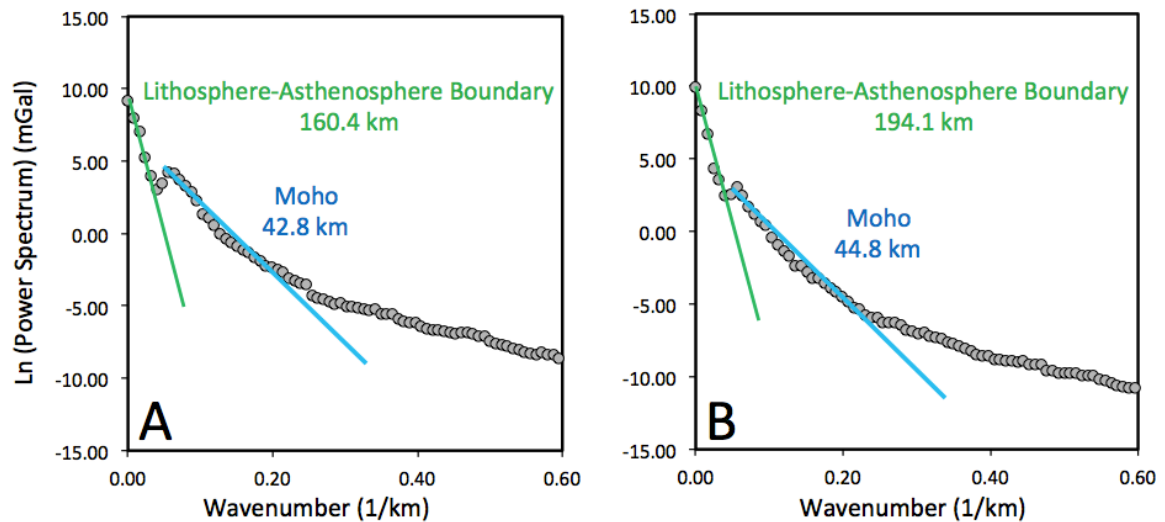 15.00
10.00
5.00
0.00
-5.00
-10.00
-15.00
Ln (Power Spectrum) (mGal)
Lithosphere-Asthenosphere Boundary
160.4 km
Moho
42.8 km
A
0.00 0.20 0.40 0.60
Wavenumber (1/km)
15.00
10.00
5.00
0.00
-5.00
-10.00
-15.00
Lithosphere-Asthenosphere Boundary
194.1 km
Moho
44.8 km
B
0.00 0.20 0.40 0.60
Wavenumber (1/km)